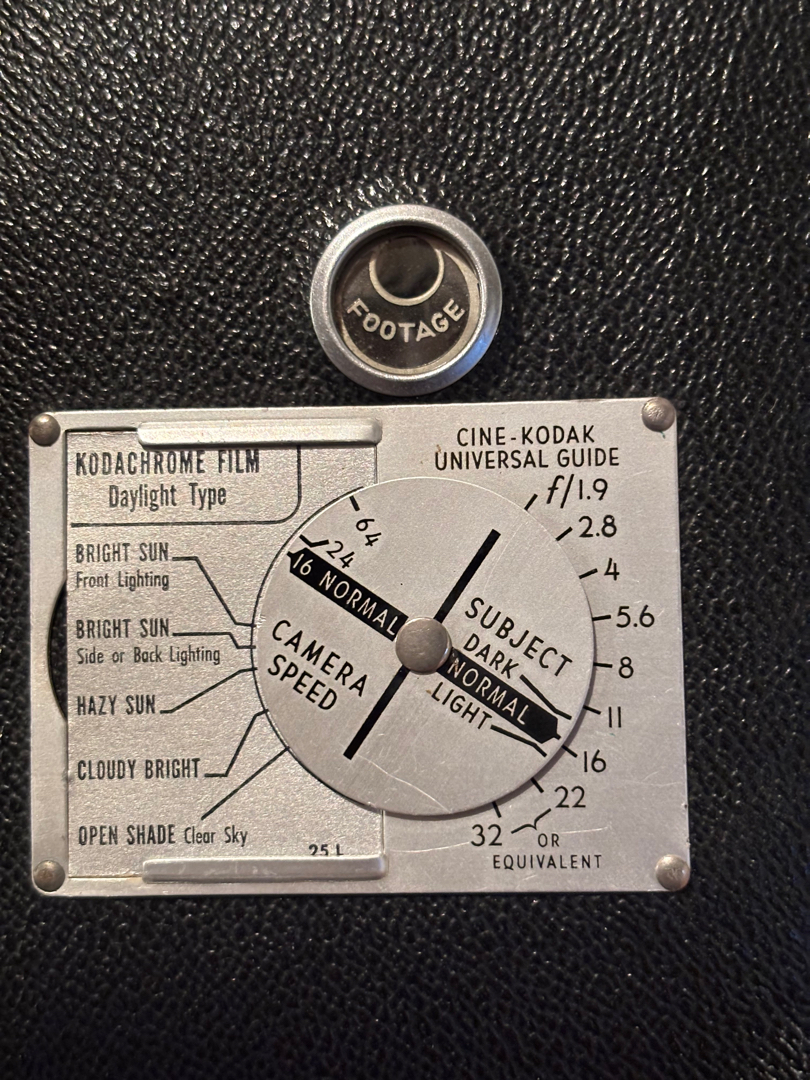 FOOTAGE
CINE-KODAK
UNIVERSAL GUIDE
KODACHROME FILM
Daylight Type
BRIGHT SUN
Front Lighting
BRIGHT SUN
Side or Back Lighting
HAZY SUN
CLOUDY BRIGHT
OPEN SHADE Clear Sky
64
24
16 NORMAL
CAMERA
SPEED
SUBJECT
DARK
NORMAL
LIGHT
f/1.9
2.8
4
5.6
8
11
16
22
32
OR
EQUIVALENT